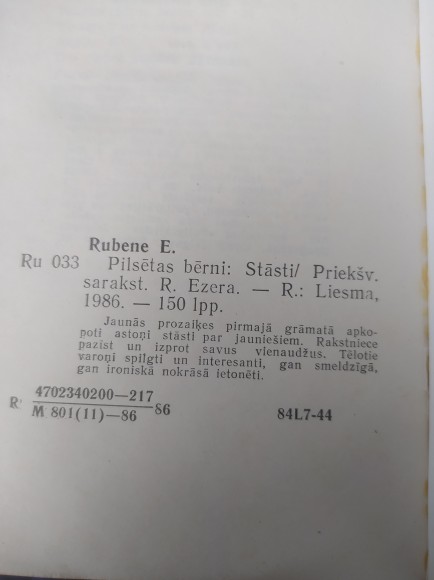 Rubene E.
Ru 033 Pilsētas bērni: Stāsti/ Priekšv.
sarakst. R. Ezera. — R.: Liesma,
1986. — 150 lpp.
Jaunās prozaiķes pirmajā grāmatā apko-
poti astoņi stāsti par jauniešiem. Rakstniece
pazīst un izprot savus vienaudžus. Tēlotie
varoņi spilgti un interesanti, gan smeldzīgā,
gan ironiskā nokrāsā ietonēti.
R 4702340200—217
M 801(11)—86 86 84L7-44